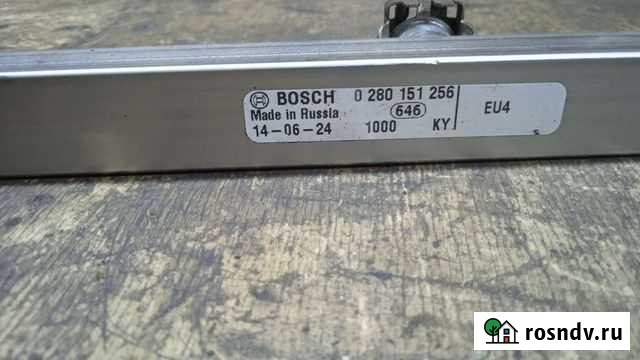 BOSCH 0 280 151 256
Made in Russia 646 EU4
14-06-24 1000 KY
rosndv.ru